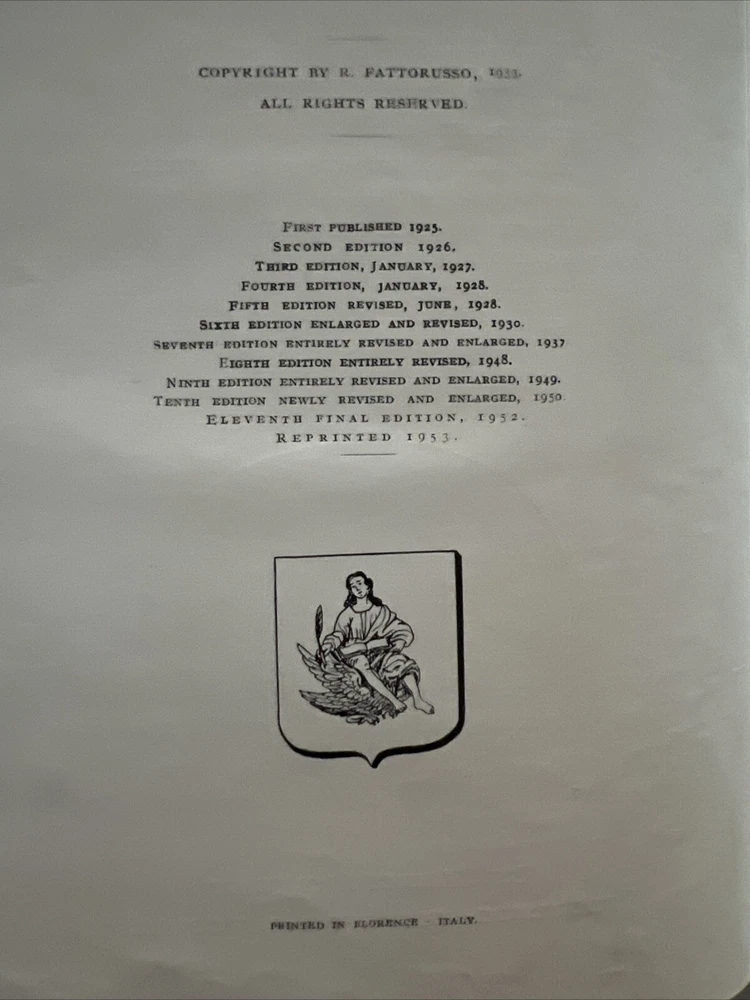 COPYRIGHT BY R. FATTORUSSO, 1953.
ALL RIGHTS RESERVED.
FIRST PUBLISHED 1925.
SECOND EDITION 1926.
THIRD EDITION, JANUARY, 1927.
FOURTH EDITION, JANUARY, 1928.
FIFTH EDITION REVISED, JUNE, 1928.
SIXTH EDITION ENLARGED AND REVISED, 1930.
SEVENTH EDITION ENTIRELY REVISED AND ENLARGED, 1937
EIGHTH EDITION ENTIRELY REVISED, 1948.
NINTH EDITION ENTIRELY REVISED AND ENLARGED, 1949.
TENTH EDITION NEWLY REVISED AND ENLARGED, 1950.
ELEVENTH FINAL EDITION, 1952.
REPRINTED 1953.
PRINTED IN FLORENCE - ITALY.